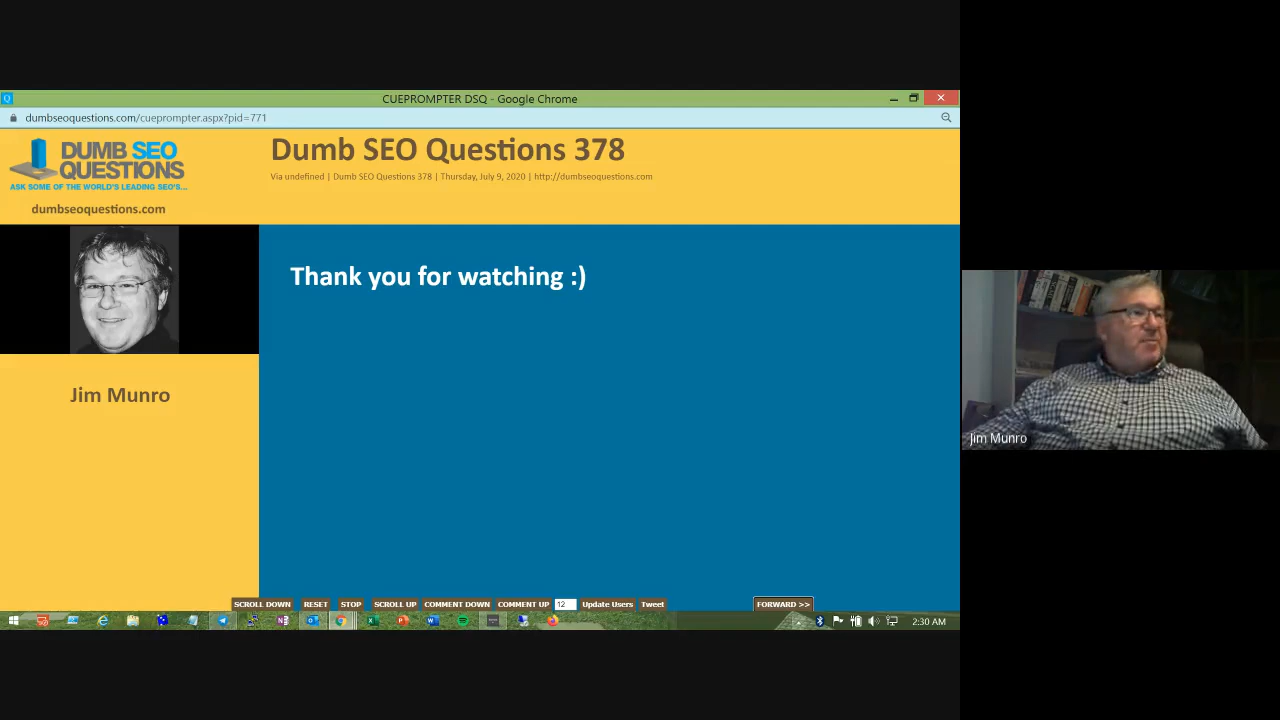 CUEPROMPTER DSQ - Google Chrome
dumbseoquestions.com/cueprompter.aspx?pid=771
DUMB SEO
QUESTIONS
ASK SOME OF THE WORLD'S LEADING SEO'S...
dumbseoquestions.com
Dumb SEO Questions 378
Via undefined | Dumb SEO Questions 378 | Thursday, July 9, 2020 | http://dumbseoquestions.com
Thank you for watching :)
Jim Munro
Jim Munro
SCROLL DOWN RESET STOP SCROLL UP COMMENT DOWN COMMENT UP 12 Update Users Tweet FORWARD >>
2:30 AM